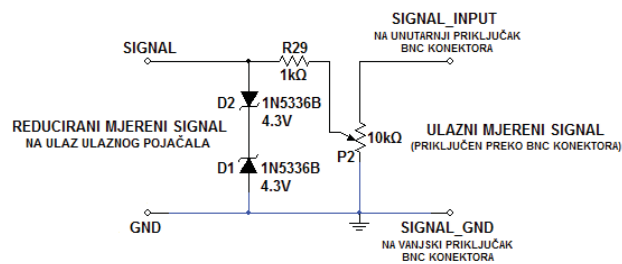 SIGNAL_INPUT
NA UNUTARNJI PRIKLJUČAK
BNC KONEKTORA
SIGNAL
R29
1kΩ
D2
1N5336B
4.3V
REDUCIRANI MJERENI SIGNAL
NA ULAZ ULAZNOG POJAČALA
10kΩ
P2
ULAZNI MJERENI SIGNAL
(PRIKLJUČEN PREKO BNC KONEKTORA)
D1
1N5336B
4.3V
GND
SIGNAL_GND
NA VANJSKI PRIKLJUČAK
BNC KONEKTORA